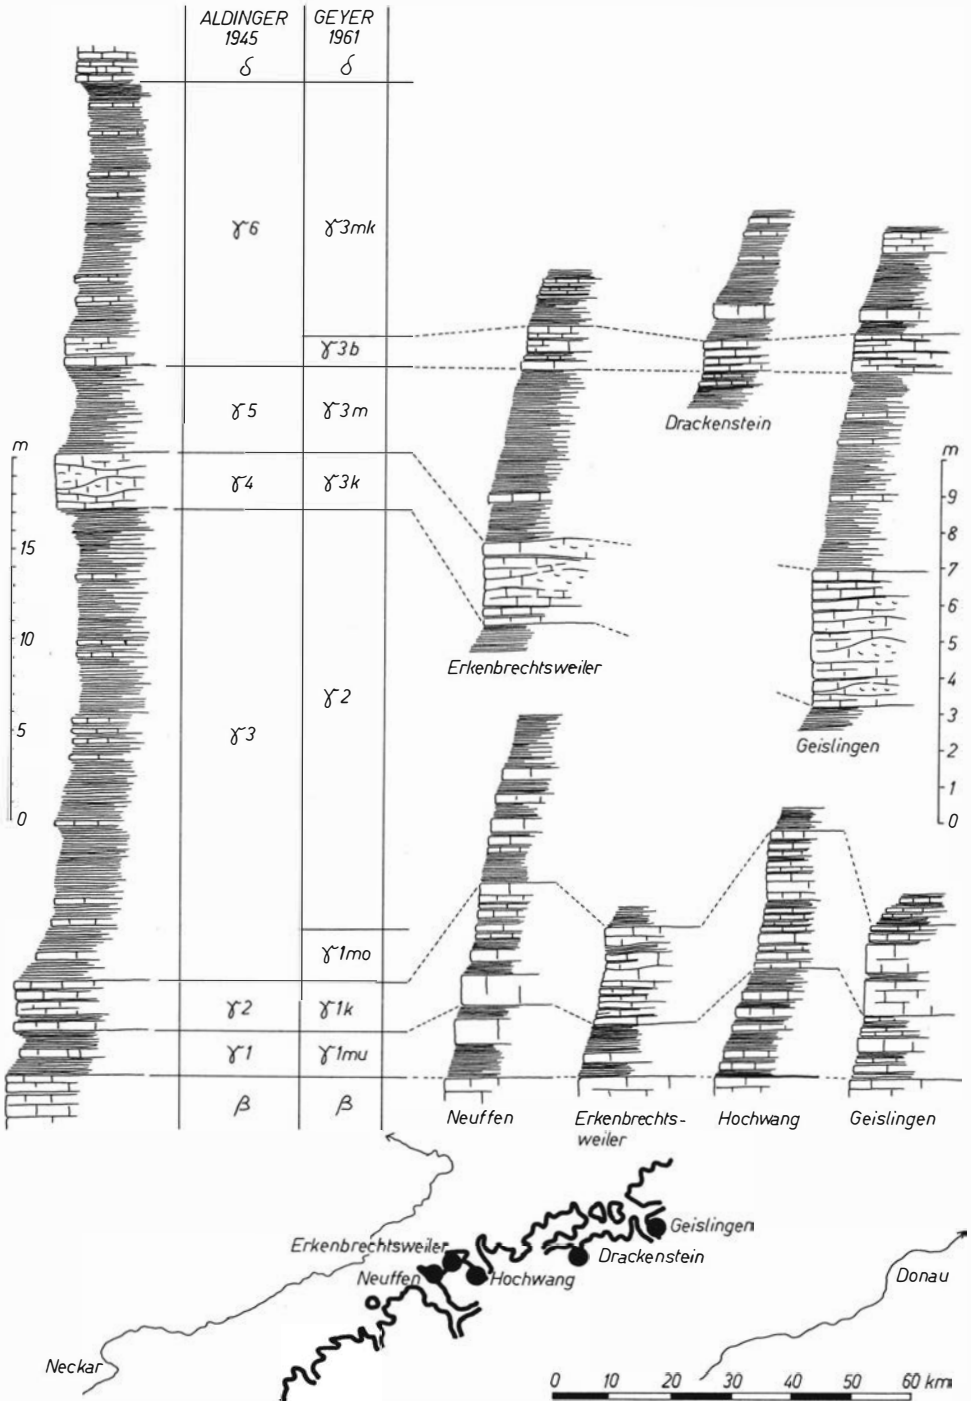 ALDINGER
1945
δ
GEYER
1961
δ
γ6
γ3mk
γ3b
γ5
γ3m
γ4
γ3k
γ3
γ2
γ1mo
γ2
γ1k
γ1
γ1mu
β
β
m
15
10
5
0
Drackenstein
Erkenbrechtsweiler
Geislingen
m
9
8
7
6
5
4
3
2
1
0
Neuffen
Erkenbrechts-
weiler
Hochwang
Geislingen
Geislingen
Erkenbrechtsweiler
Drackenstein
Neuffen
Hochwang
Donau
Neckar
0 10 20 30 40 50 60 km